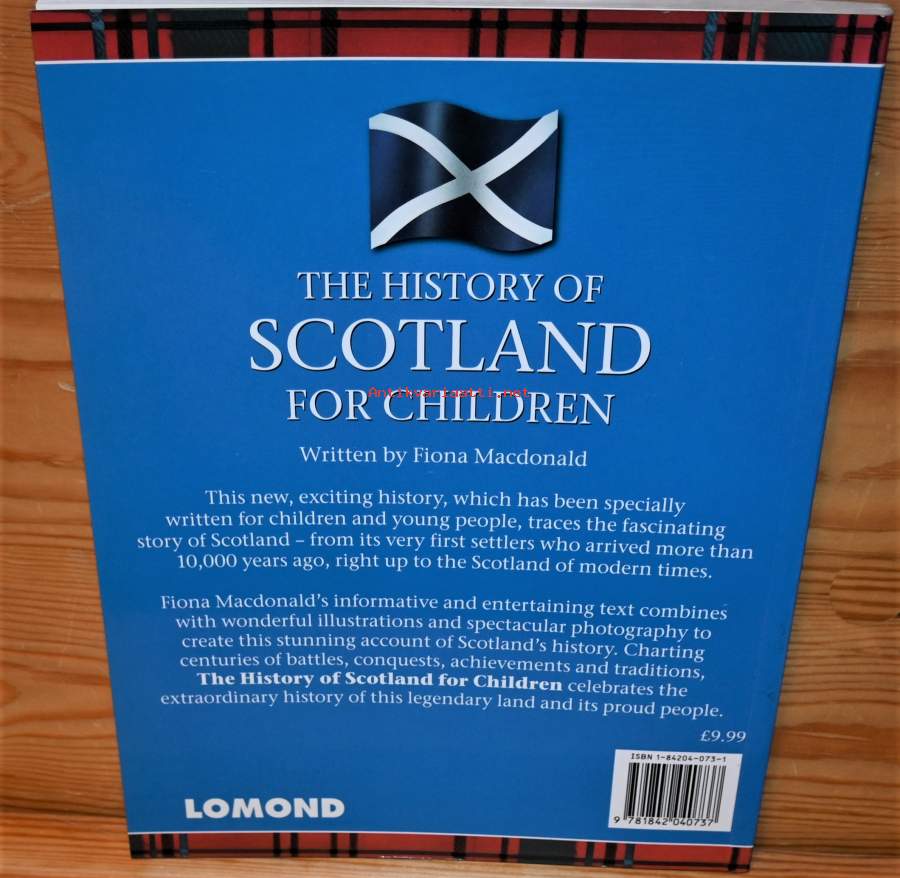 THE HISTORY OF
SCOTLAND
Antikvariaatti.net
FOR CHILDREN
Written by Fiona Macdonald
This new, exciting history, which has been specially
written for children and young people, traces the fascinating
story of Scotland – from its very first settlers who arrived more than
10,000 years ago, right up to the Scotland of modern times.
Fiona Macdonald's informative and entertaining text combines
with wonderful illustrations and spectacular photography to
create this stunning account of Scotland's history. Charting
centuries of battles, conquests, achievements and traditions,
The History of Scotland for Children celebrates the
extraordinary history of this legendary land and its proud people.
£9.99
ISBN 1-84204-073-1
9 781842 040737
LOMOND